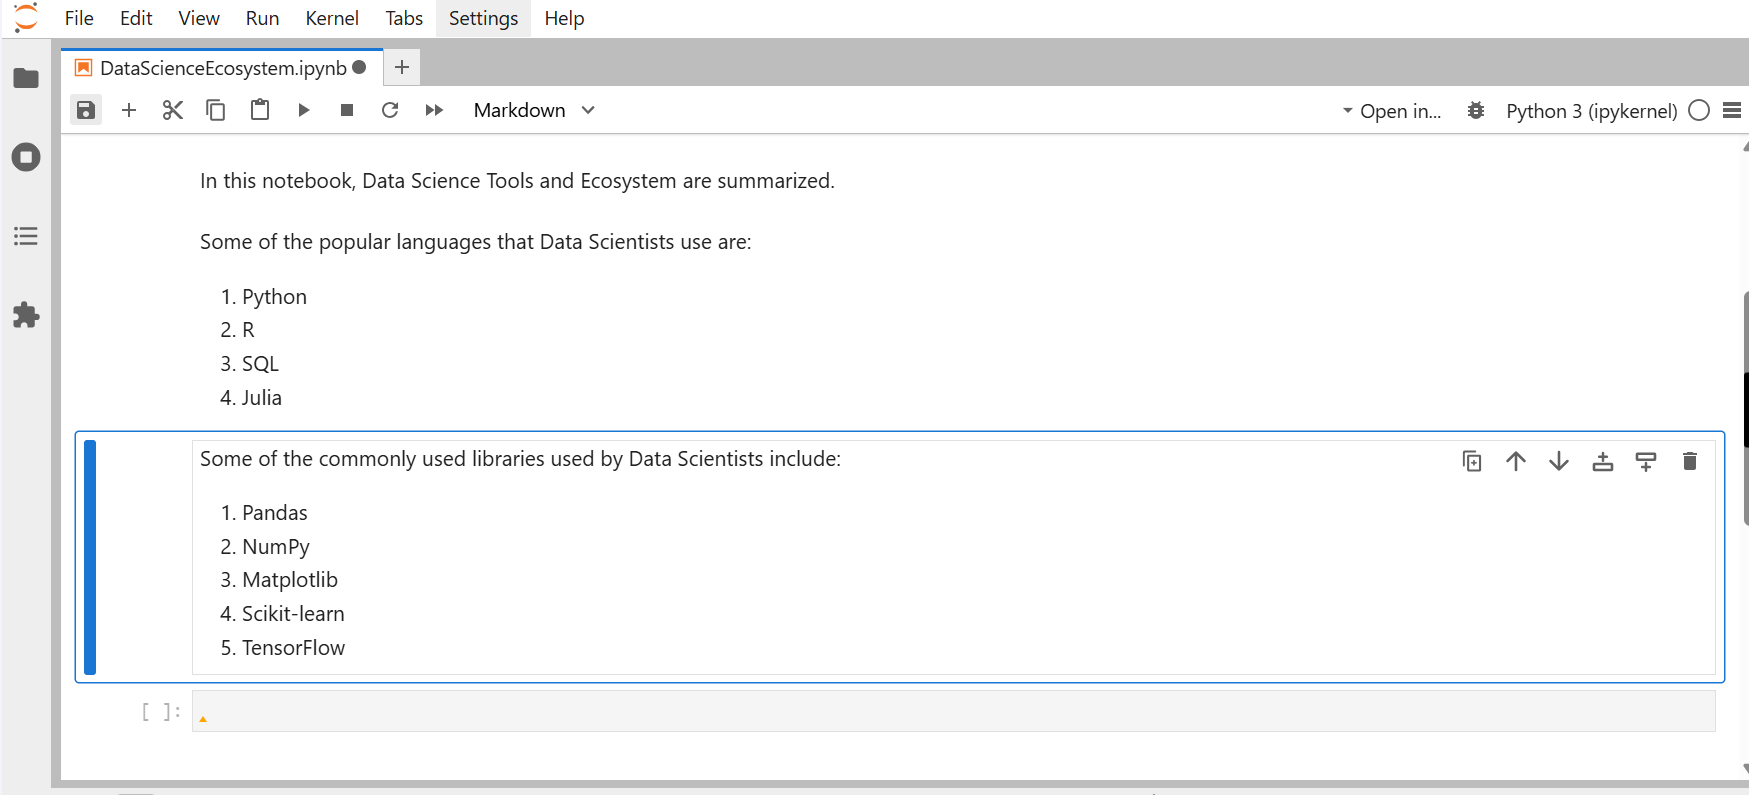 File Edit View Run Kernel Tabs Settings Help
DataScienceEcosystem.ipynb
Markdown Open in... Python 3 (ipykernel)
In this notebook, Data Science Tools and Ecosystem are summarized.
Some of the popular languages that Data Scientists use are:
1. Python
2. R
3. SQL
4. Julia
Some of the commonly used libraries used by Data Scientists include:
1. Pandas
2. NumPy
3. Matplotlib
4. Scikit-learn
5. TensorFlow
[ ]: